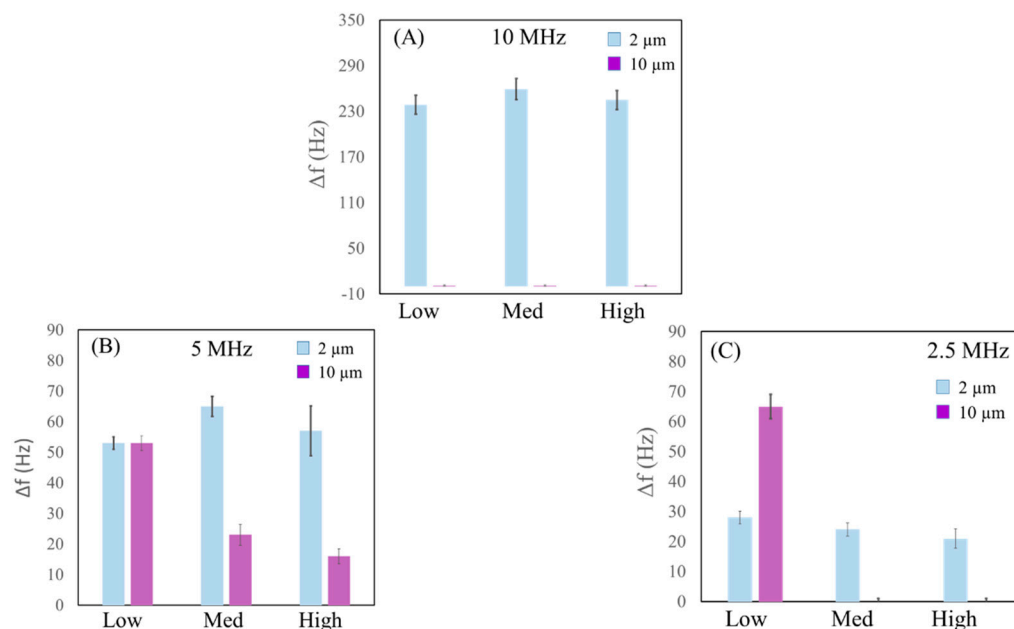 (A) 10 MHz
2 µm
10 µm
350
290
230
170
110
50
-10
Δf (Hz)
Low Med High
(B) 5 MHz
2 µm
10 µm
90
80
70
60
50
40
30
20
10
0
Δf (Hz)
Low Med High
(C) 2.5 MHz
2 µm
10 µm
90
80
70
60
50
40
30
20
10
0
Δf (Hz)
Low Med High